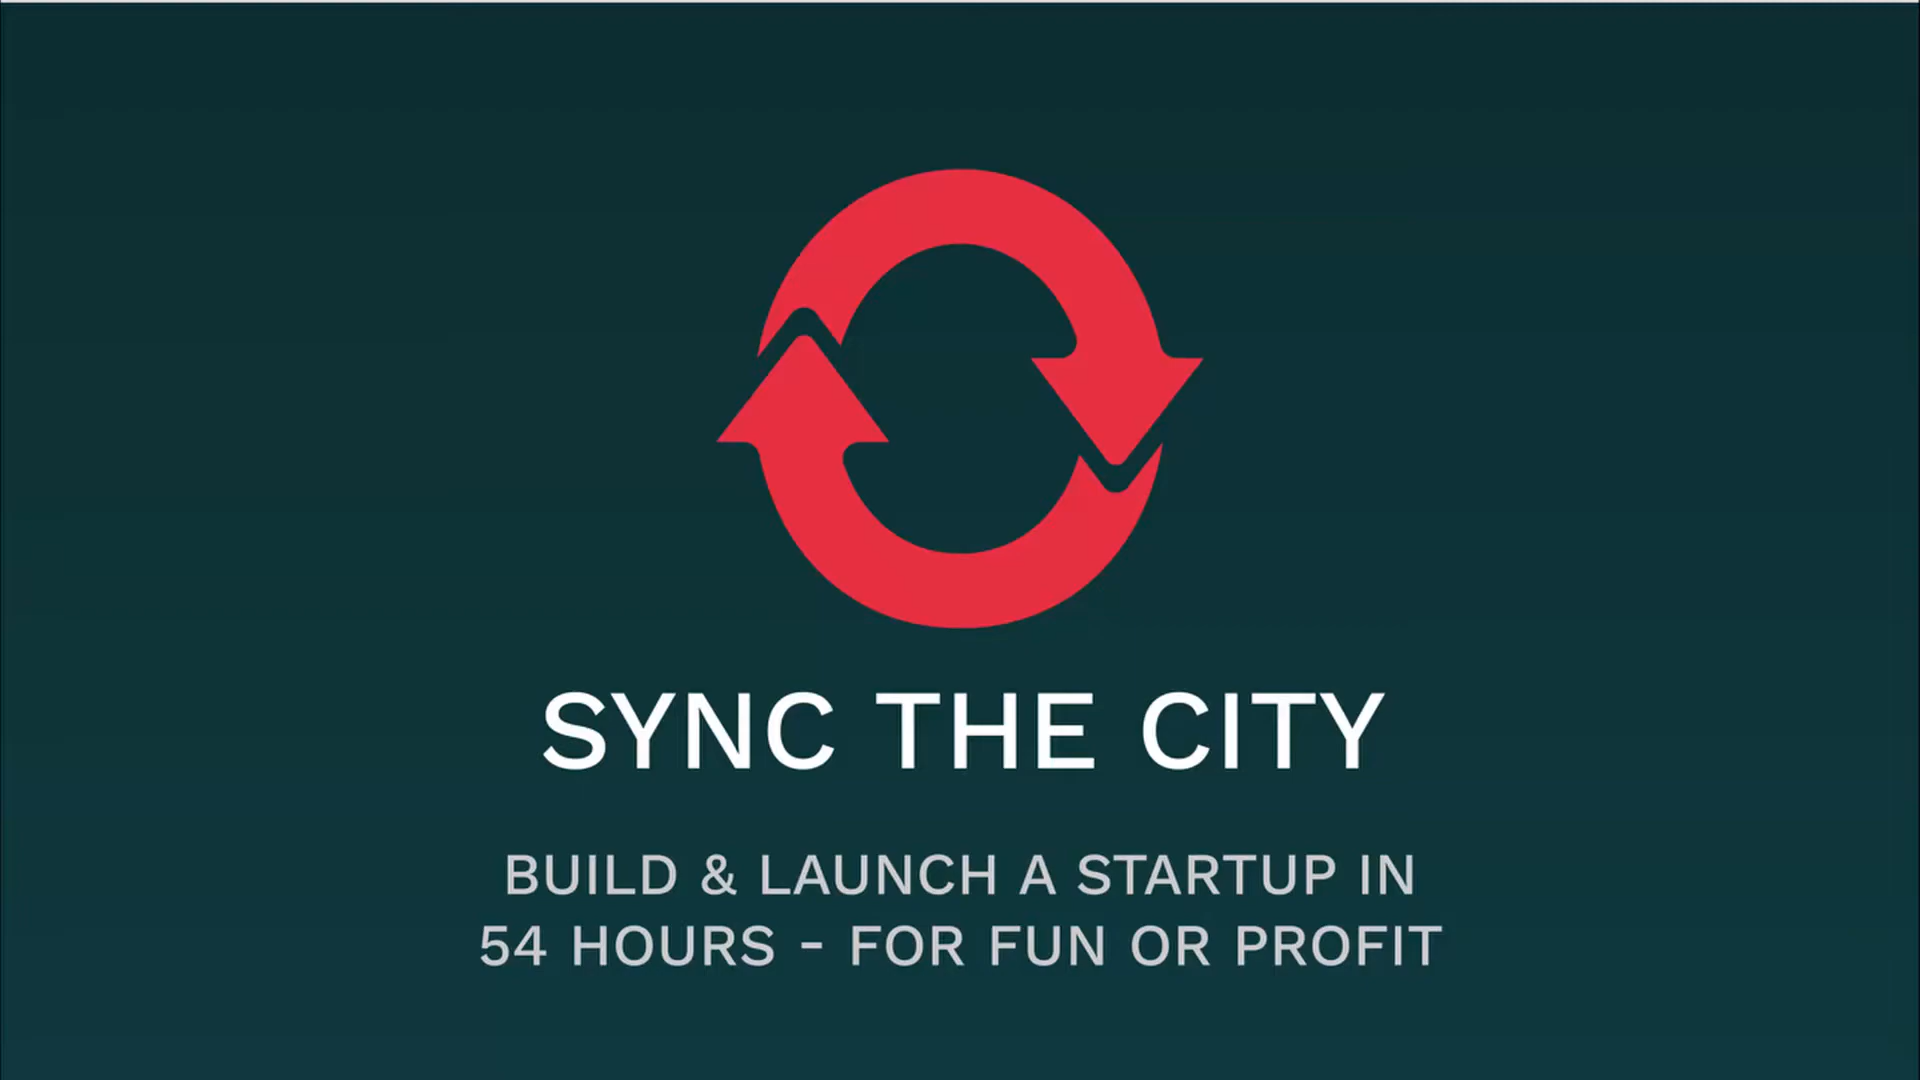 SYNC THE CITY
BUILD & LAUNCH A STARTUP IN
54 HOURS - FOR FUN OR PROFIT